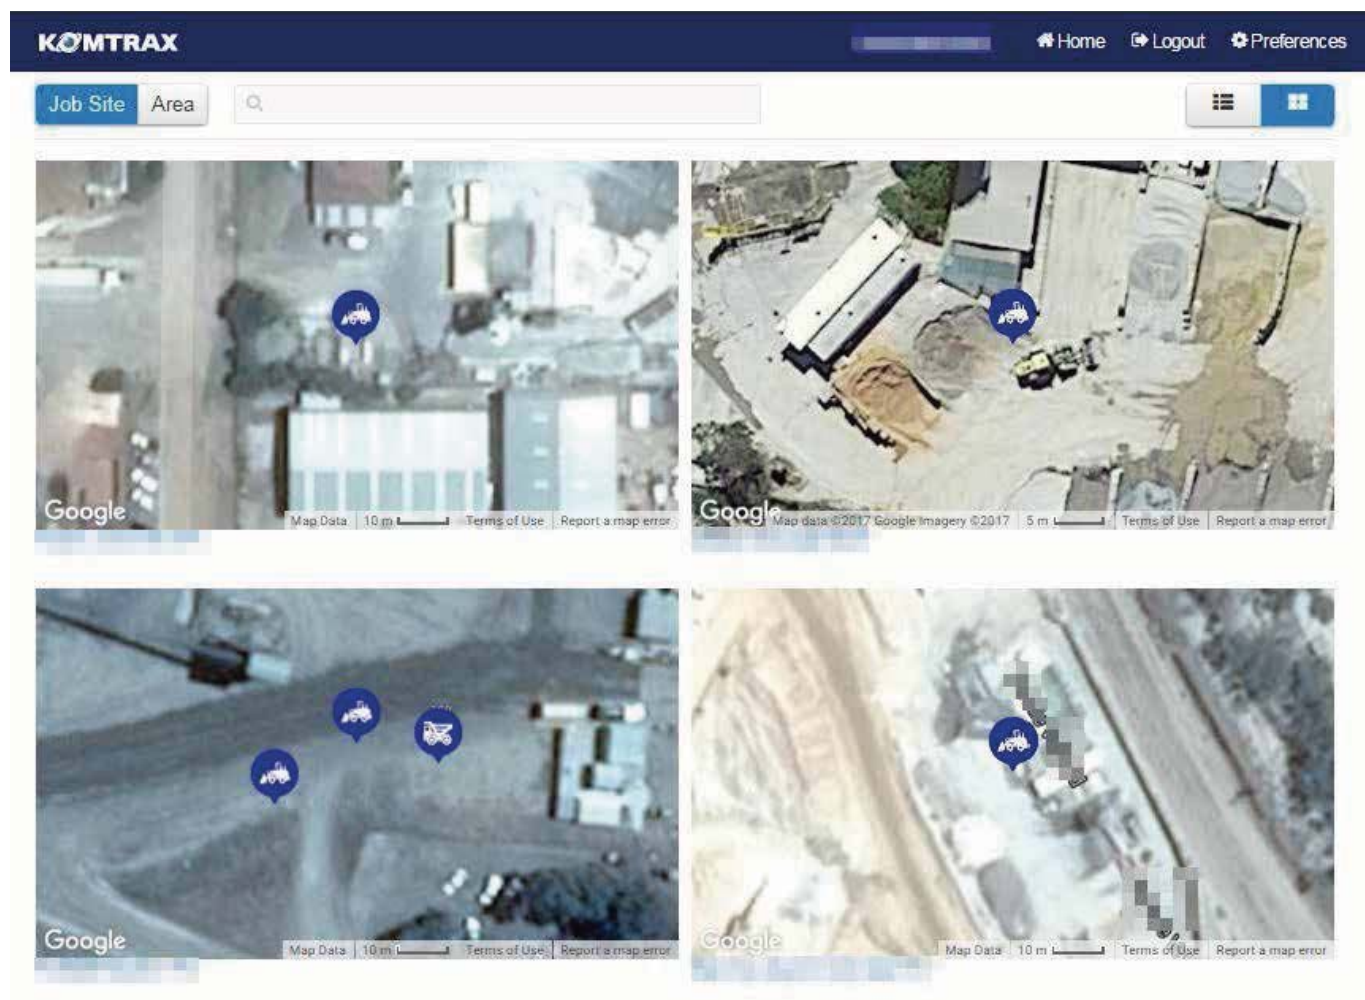 KOMTRAX
Home Logout Preferences
Job Site Area
Google Map Data 10 m Terms of Use Report a map error
Google Map data ©2017 Google Imagery ©2017 5 m Terms of Use Report a map error
Google Map Data 10 m Terms of Use Report a map error
Google Map Data 10 m Terms of Use Report a map error